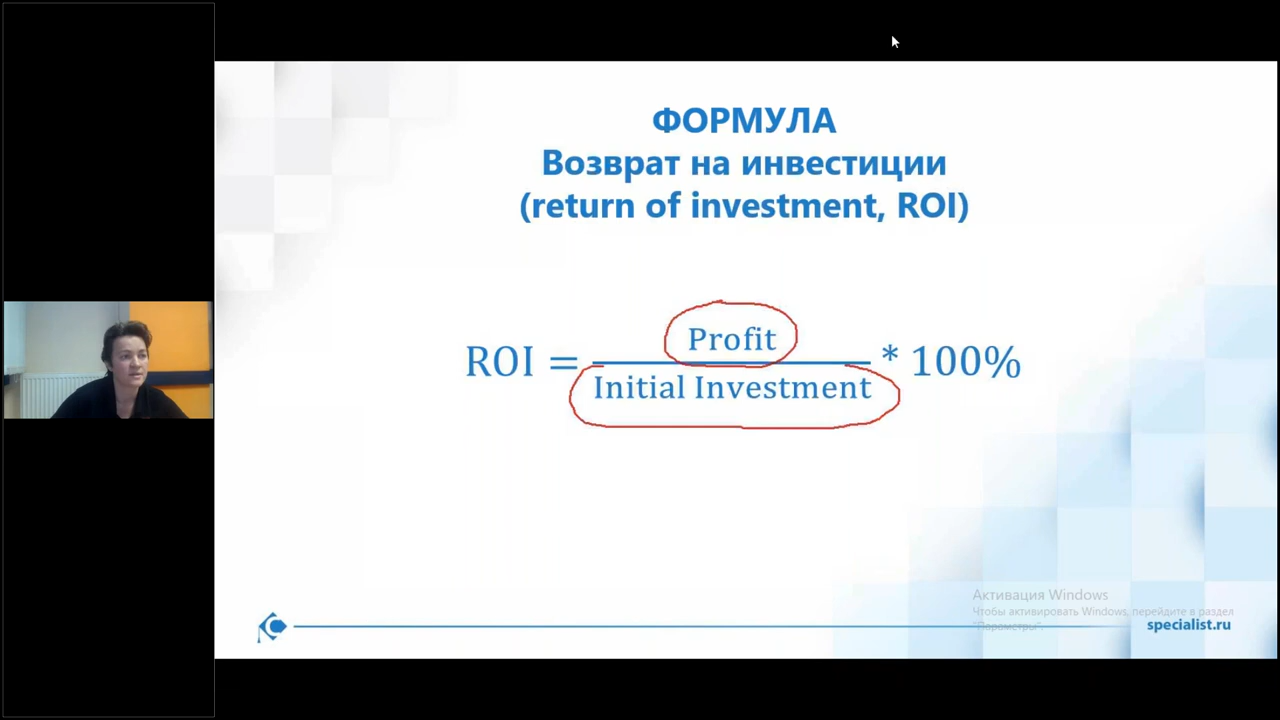 ФОРМУЛА
Возврат на инвестиции
(return of investment, ROI)
Profit
ROI = * 100%
Initial Investment
Активация Windows
Чтобы активировать Windows, перейдите в раздел
"Параметры".
specialist.ru